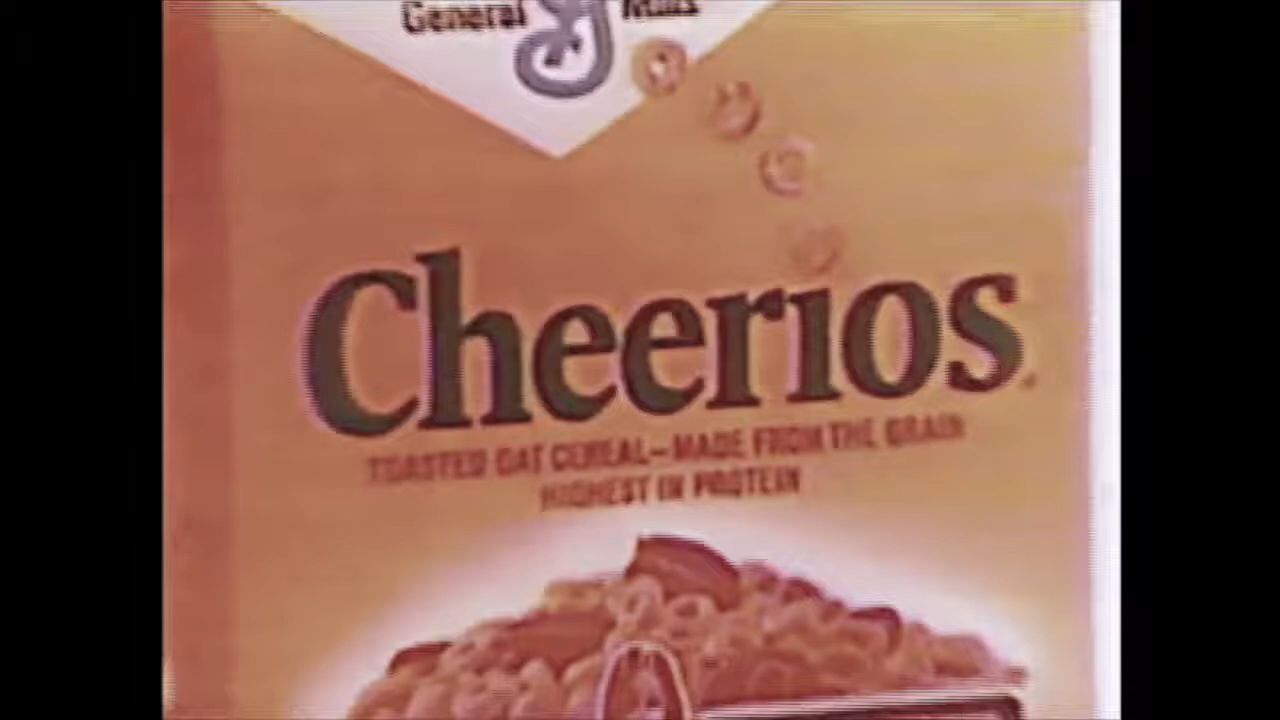 General Mills
Cheerios
TOASTED OAT CEREAL—MADE FROM THE GRAIN
HIGHEST IN PROTEIN